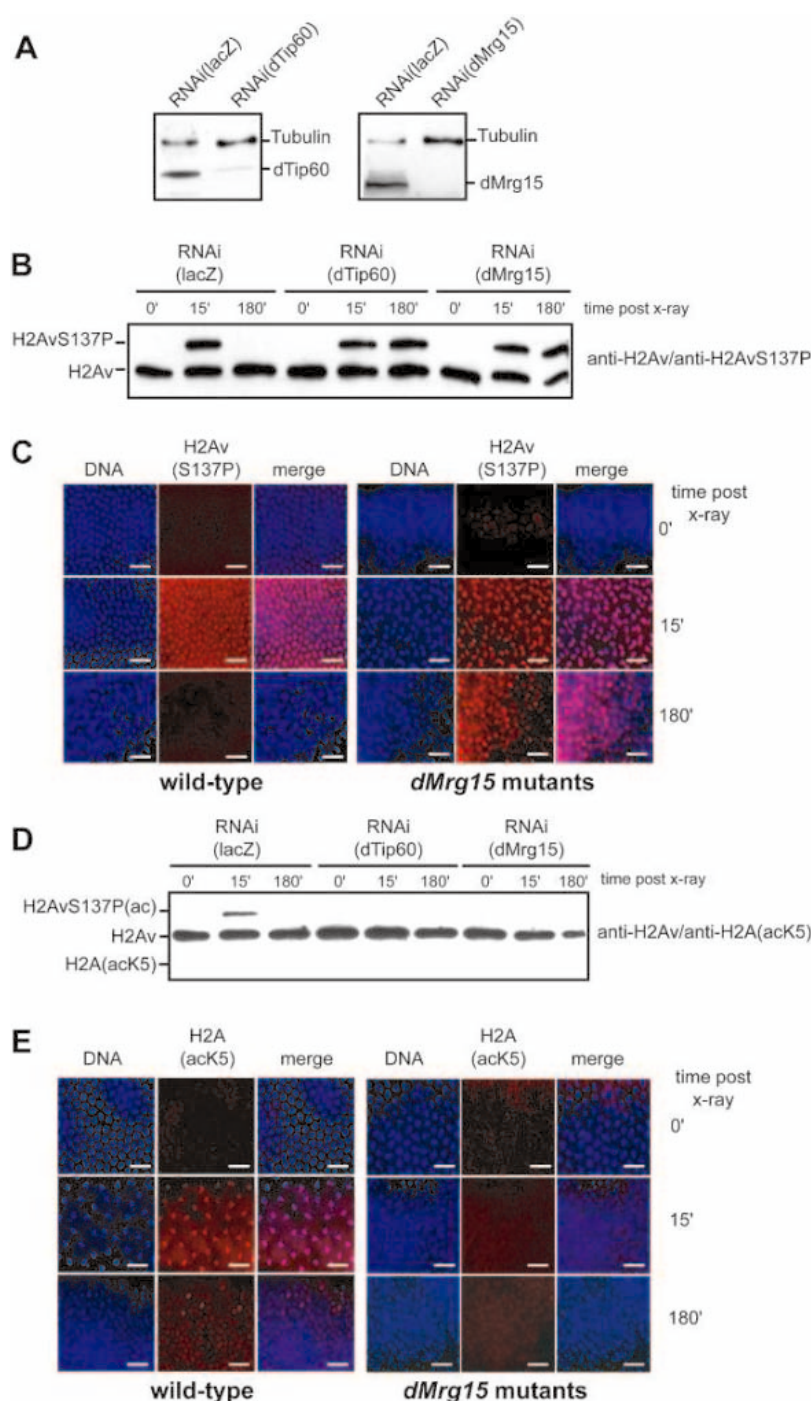 A
RNAi(lacZ)
RNAi(dTip60)
RNAi(lacZ)
RNAi(dMrg15)
Tubulin
dTip60
Tubulin
dMrg15
B
RNAi
(lacZ)
RNAi
(dTip60)
RNAi
(dMrg15)
0' 15' 180' 0' 15' 180' 0' 15' 180' time post x-ray
H2AvS137P
H2Av
anti-H2Av/anti-H2AvS137P
C
DNA
H2Av
(S137P)
merge
DNA
H2Av
(S137P)
merge
time post
x-ray
0'
15'
180'
wild-type
dMrg15 mutants
D
RNAi
(lacZ)
RNAi
(dTip60)
RNAi
(dMrg15)
0' 15' 180' 0' 15' 180' 0' 15' 180' time post x-ray
H2AvS137P(ac)
H2Av
H2A(acK5)
anti-H2Av/anti-H2A(acK5)
E
DNA
H2A
(acK5)
merge
DNA
H2A
(acK5)
merge
time post
x-ray
0'
15'
180'
wild-type
dMrg15 mutants